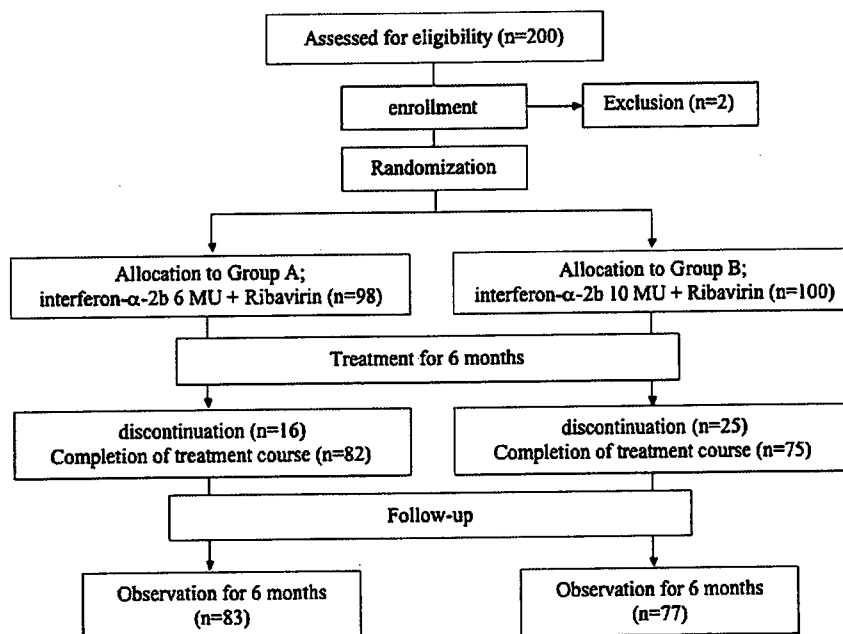 Assessed for eligibility (n=200)
enrollment
Exclusion (n=2)
Randomization
Allocation to Group A;
interferon-α-2b 6 MU + Ribavirin (n=98)
Allocation to Group B;
interferon-α-2b 10 MU + Ribavirin (n=100)
Treatment for 6 months
discontinuation (n=16)
Completion of treatment course (n=82)
discontinuation (n=25)
Completion of treatment course (n=75)
Follow-up
Observation for 6 months
(n=83)
Observation for 6 months
(n=77)